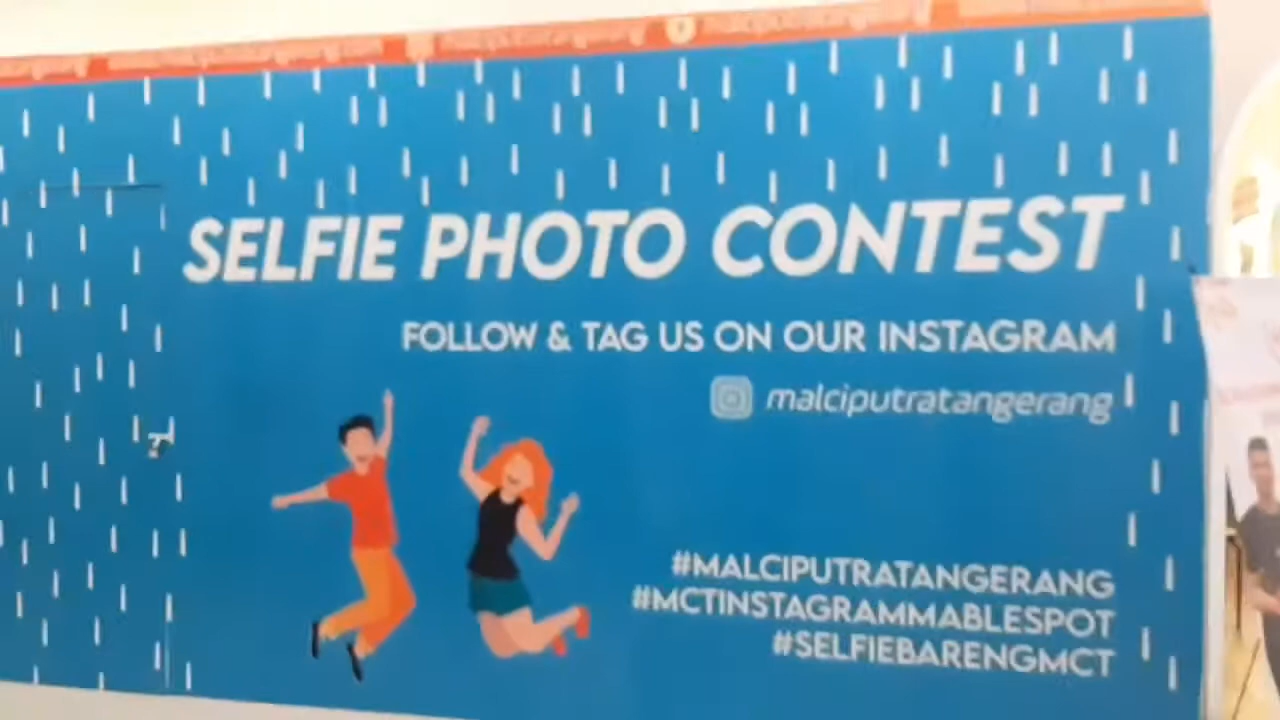 SELFIE PHOTO CONTEST
FOLLOW & TAG US ON OUR INSTAGRAM
malciputratangerang
#MALCIPUTRATANGERANG
#MCTINSTAGRAMMABLESPOT
#SELFIEBARENGMCT